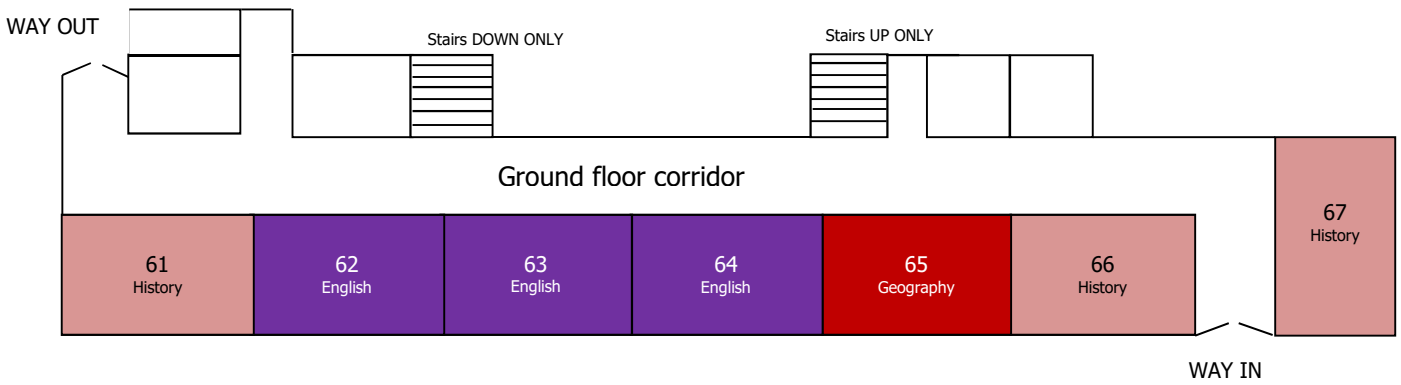 WAY OUT
Stairs DOWN ONLY
Stairs UP ONLY
Ground floor corridor
61
History
62
English
63
English
64
English
65
Geography
66
History
67
History
WAY IN